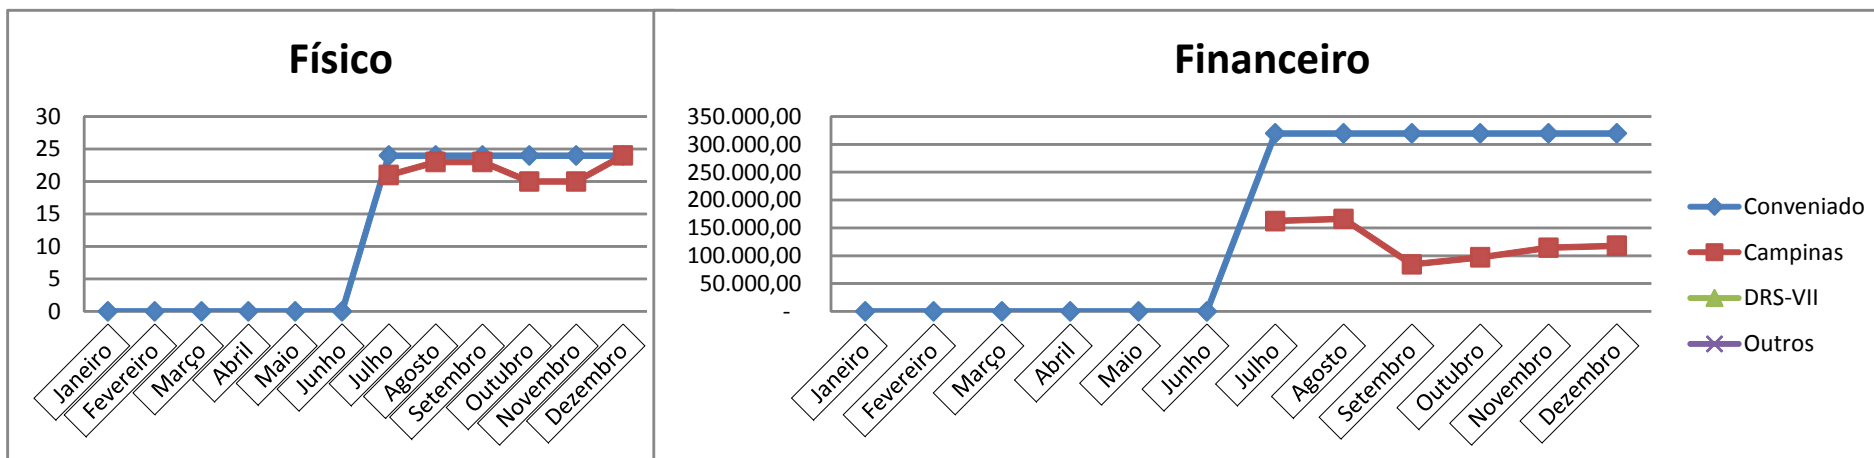 Físico
30
25
20
15
10
5
0
Janeiro
Fevereiro
Março
Abril
Maio
Junho
Julho
Agosto
Setembro
Outubro
Novembro
Dezembro
Financeiro
350.000,00
300.000,00
250.000,00
200.000,00
150.000,00
100.000,00
50.000,00
-
Janeiro
Fevereiro
Março
Abril
Maio
Junho
Julho
Agosto
Setembro
Outubro
Novembro
Dezembro
Conveniado
Campinas
DRS-VII
Outros